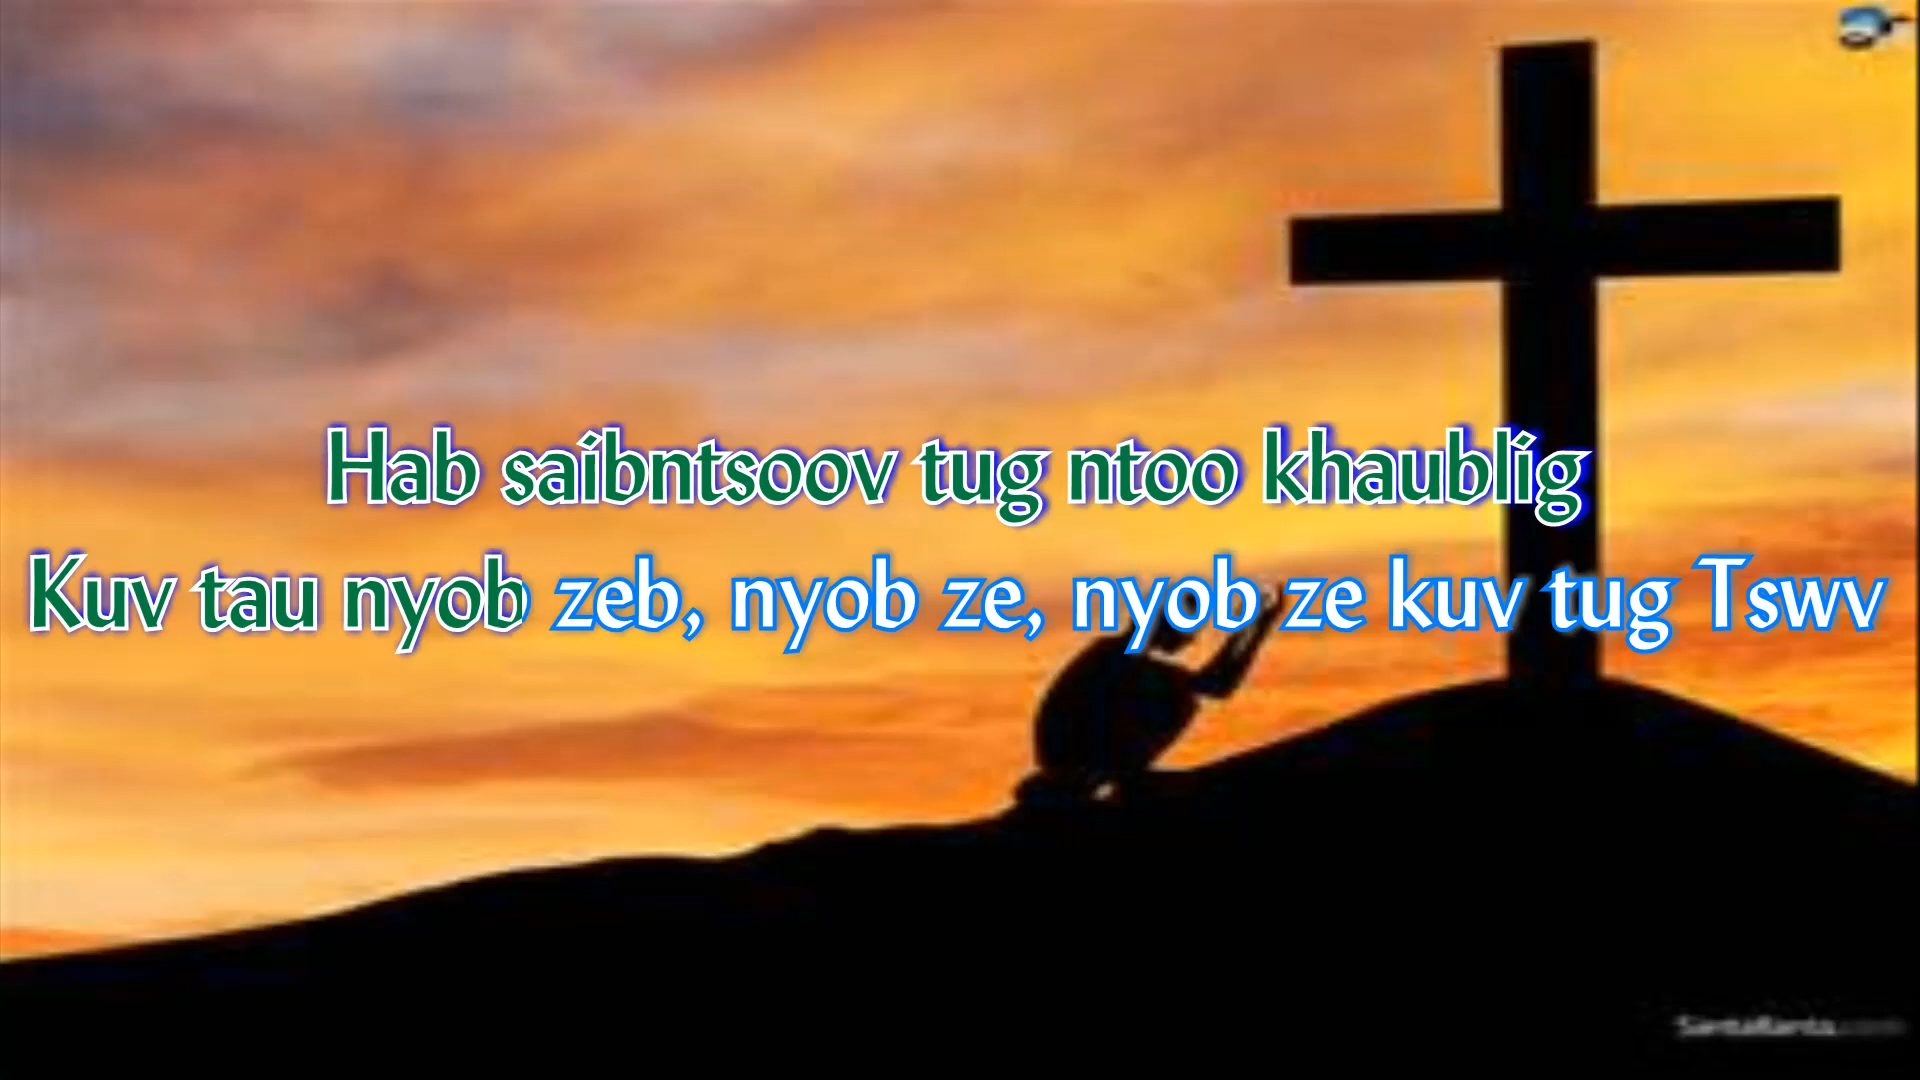 Hab saibntsoov tug ntoo khaublig
Kuv tau nyob zeb, nyob ze, nyob ze kuv tug Tswv